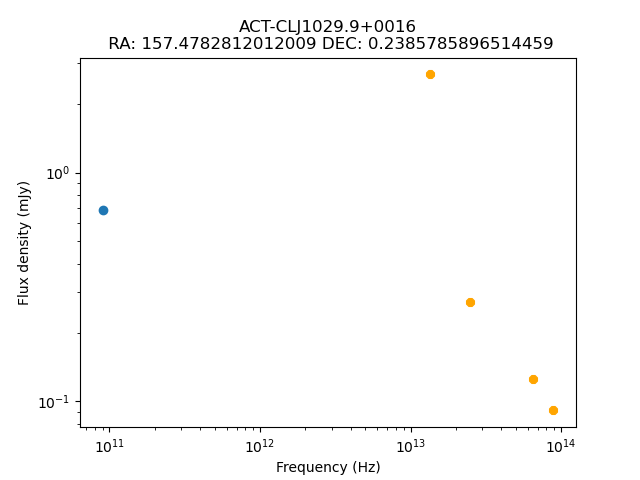 ACT-CLJ1029.9+0016
RA: 157.4782812012009 DEC: 0.2385785896514459
Flux density (mJy)
10⁰
10⁻¹
10¹¹ 10¹² 10¹³ 10¹⁴
Frequency (Hz)